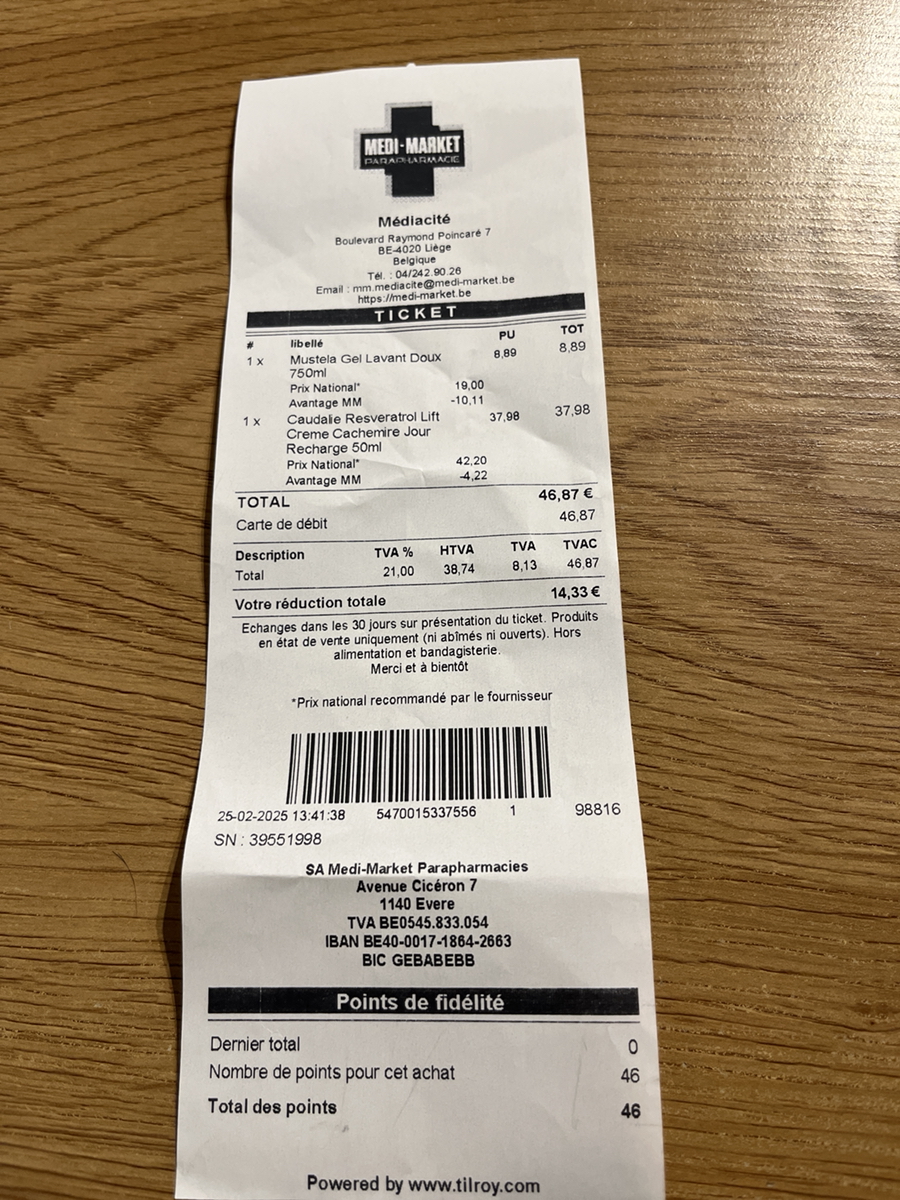 MEDI-MARKET
PARAPHARMACIE
Médiacité
Boulevard Raymond Poincaré 7
BE-4020 Liège
Belgique
Tél. : 04/242.90.26
Email : mm.mediacite@medi-market.be
https://medi-market.be
TICKET
# libellé PU TOT
1 x Mustela Gel Lavant Doux 8,89 8,89
750ml
Prix National* 19,00
Avantage MM -10,11
1 x Caudalie Resveratrol Lift 37,98 37,98
Creme Cachemire Jour
Recharge 50ml
Prix National* 42,20
Avantage MM -4,22
TOTAL 46,87 €
Carte de débit 46,87
Description TVA % HTVA TVA TVAC
Total 21,00 38,74 8,13 46,87
Votre réduction totale 14,33 €
Echanges dans les 30 jours sur présentation du ticket. Produits
en état de vente uniquement (ni abîmés ni ouverts). Hors
alimentation et bandagisterie.
Merci et à bientôt
*Prix national recommandé par le fournisseur
25-02-2025 13:41:38 5470015337556 1 98816
SN : 39551998
SA Medi-Market Parapharmacies
Avenue Cicéron 7
1140 Evere
TVA BE0545.833.054
IBAN BE40-0017-1864-2663
BIC GEBABEBB
Points de fidélité
Dernier total 0
Nombre de points pour cet achat 46
Total des points 46
Powered by www.tilroy.com